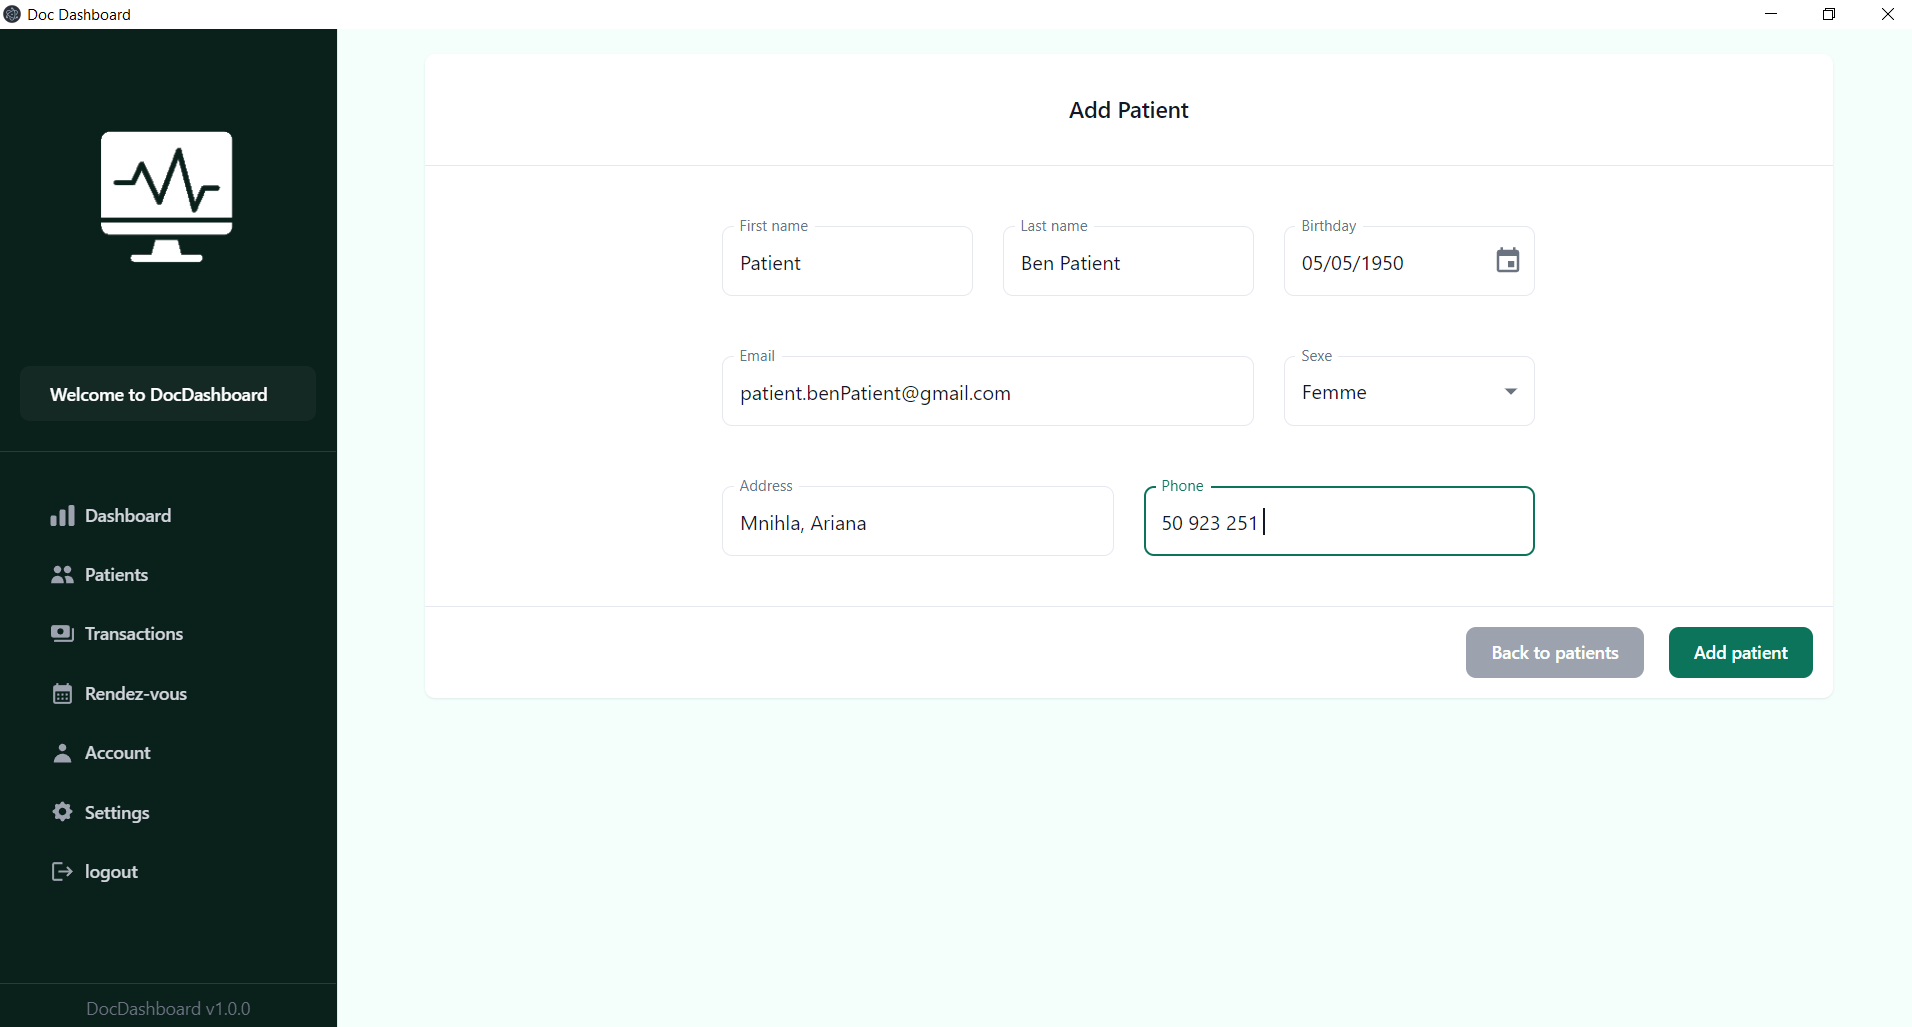 Doc Dashboard
Welcome to DocDashboard
Dashboard
Patients
Transactions
Rendez-vous
Account
Settings
logout
DocDashboard v1.0.0
Add Patient
First name
Patient
Last name
Ben Patient
Birthday
05/05/1950
Email
patient.benPatient@gmail.com
Sexe
Femme
Address
Mnihla, Ariana
Phone
50 923 251
Back to patients
Add patient